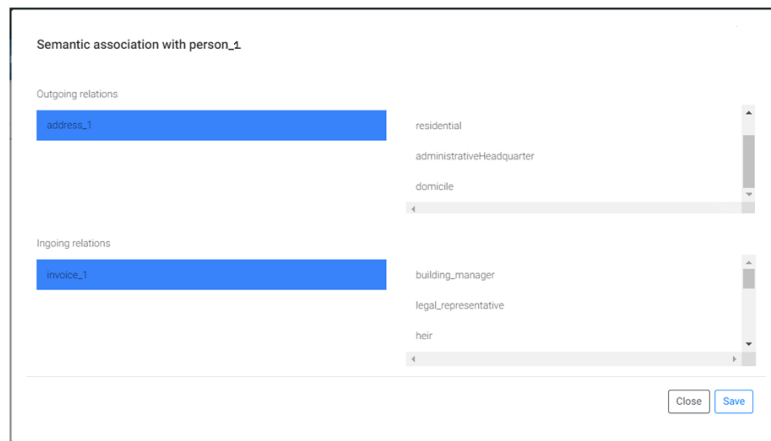 Semantic association with person_1
Outgoing relations
address_1
residential
administrativeHeadquarter
domicile
Ingoing relations
invoice_1
building_manager
legal_representative
heir
Close
Save